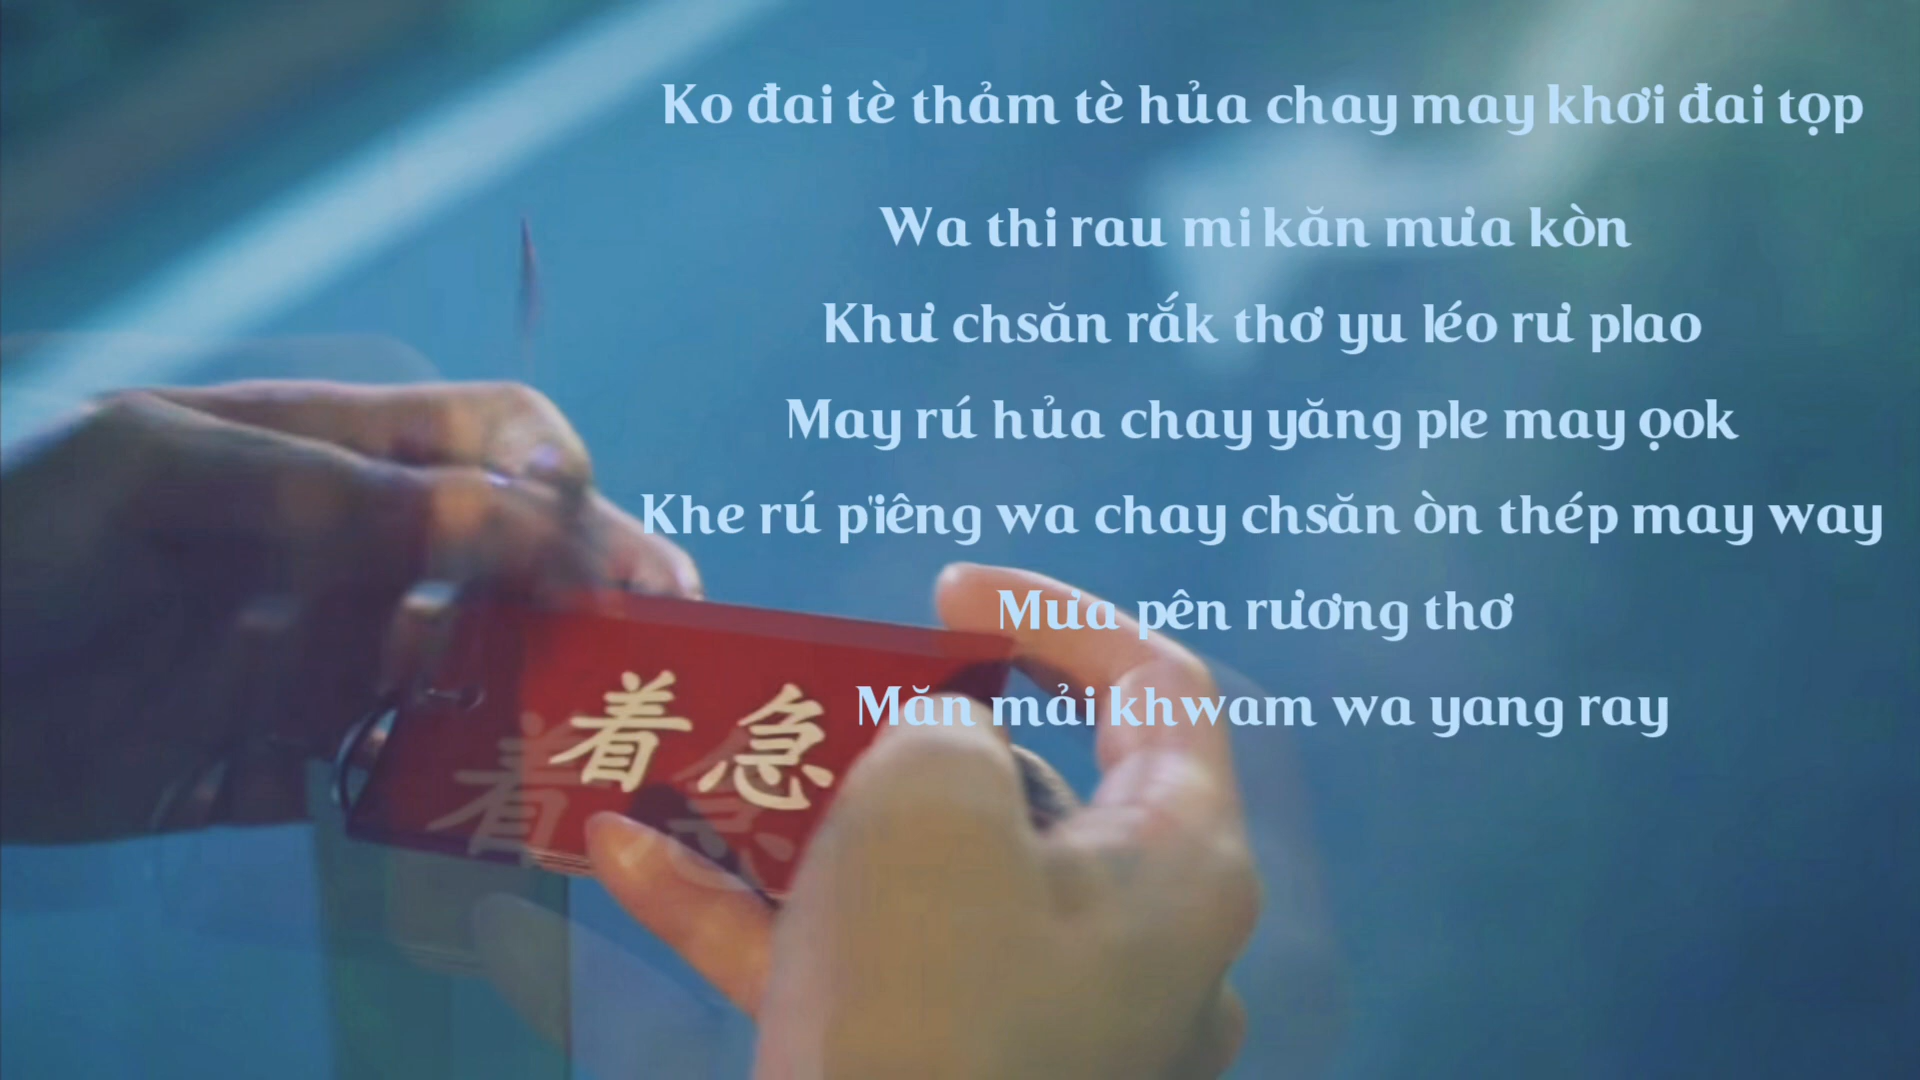 Ko đai tè thảm tè hủa chay may khơi đai tọp
Wa thi rau mi kăn mưa kòn
Khư chsăn rắk thơ yu léo rư plao
May rú hủa chay yăng ple may ọok
Khe rú p'iêng wa chay chsăn òn thép may way
Mưa pên rương thơ
Măn mải khwam wa yang ray
着急
着急